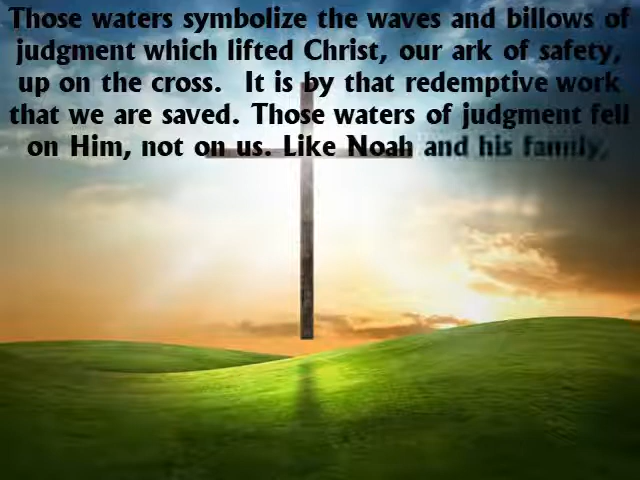 Those waters symbolize the waves and billows of
judgment which lifted Christ, our ark of safety,
up on the cross. It is by that redemptive work
that we are saved. Those waters of judgment fell
on Him, not on us. Like Noah and his family,